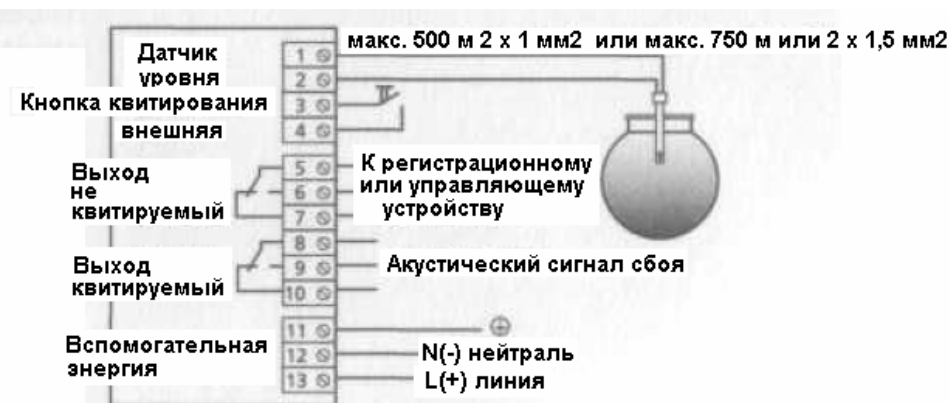 макс. 500 м 2 х 1 мм2 или макс. 750 м или 2 х 1,5 мм2
Датчик
уровня
Кнопка квитирования
внешняя
1
2
3
4
Выход
не
квитируемый
5
6
7
К регистрационному
или управляющему
устройству
Выход
квитируемый
8
9
10
Акустический сигнал сбоя
Вспомогательная
энергия
11
12
13
N(-) нейтраль
L(+) линия